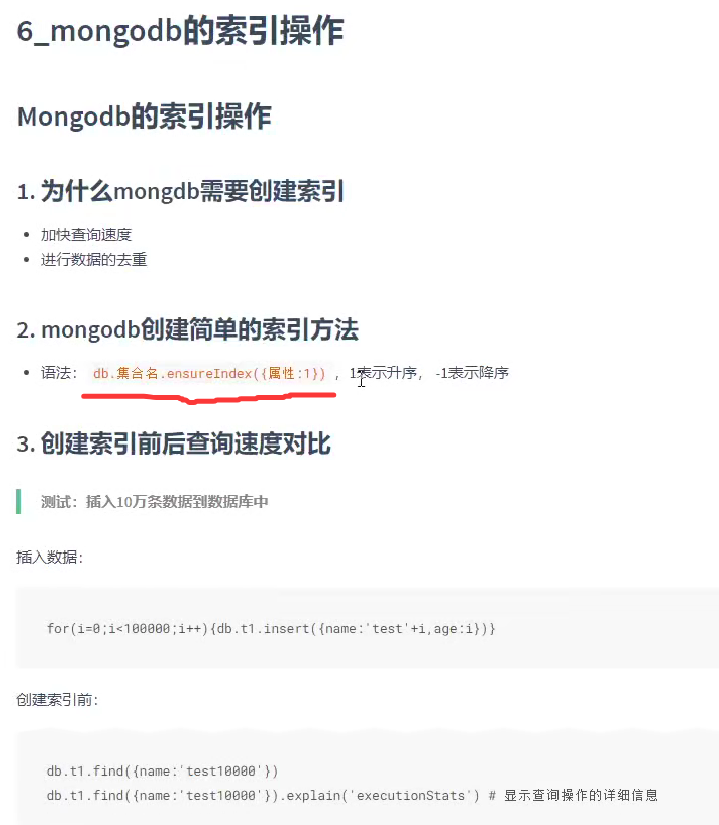 6_mongodb的索引操作
Mongodb的索引操作
1. 为什么mongdb需要创建索引
• 加快查询速度
• 进行数据的去重
2. mongodb创建简单的索引方法
• 语法： db.集合名.ensureIndex({属性:1}) ，1表示升序， -1表示降序
3. 创建索引前后查询速度对比
测试：插入10万条数据到数据库中
插入数据：
for(i=0;i<100000;i++){db.t1.insert({name:'test'+i,age:i})}
创建索引前：
db.t1.find({name:'test10000'})
db.t1.find({name:'test10000'}).explain('executionStats') # 显示查询操作的详细信息